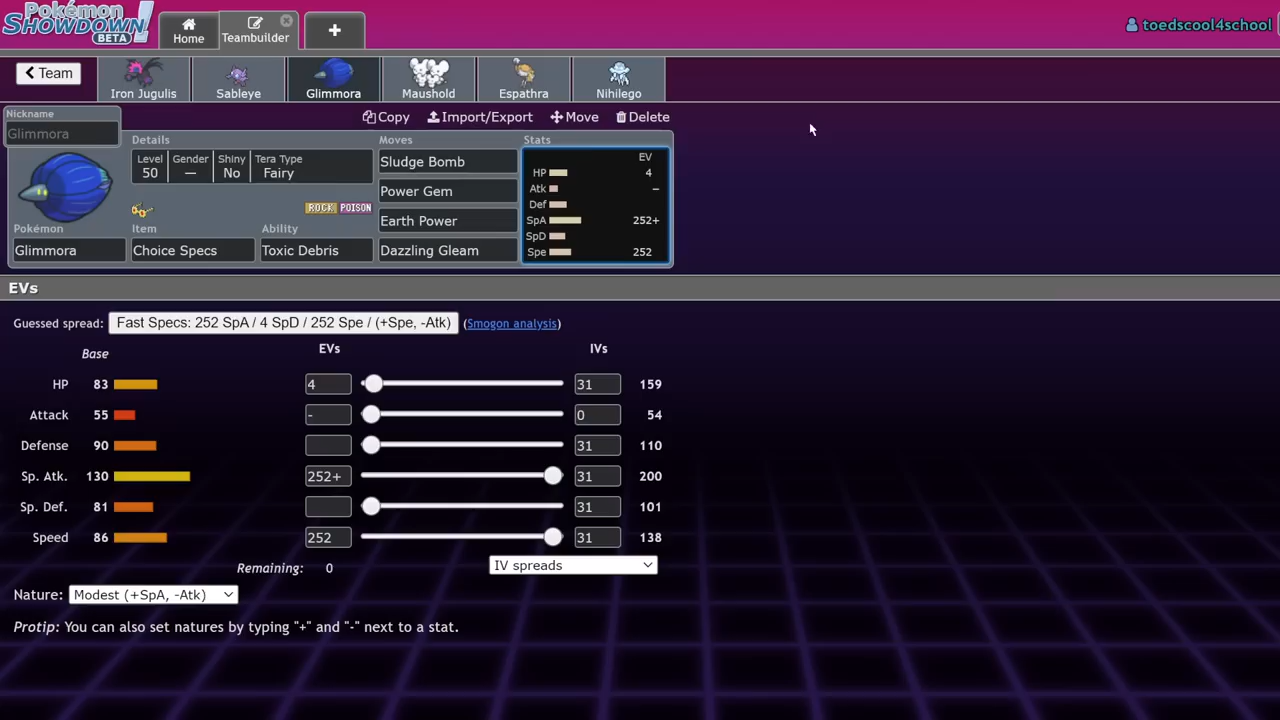 Pokémon
SHOWDOWN!
BETA
Home
Teambuilder
+
toedscool4school
Team
Iron Jugulis
Sableye
Glimmora
Maushold
Espathra
Nihilego
Nickname
Glimmora
Copy
Import/Export
Move
Delete
Details
Moves
Stats
Level Gender Shiny Tera Type
50 — No Fairy
ROCK POISON
Pokémon
Glimmora
Item
Choice Specs
Ability
Toxic Debris
Sludge Bomb
Power Gem
Earth Power
Dazzling Gleam
EV
HP 4
Atk –
Def
SpA 252+
SpD
Spe 252
EVs
Guessed spread: Fast Specs: 252 SpA / 4 SpD / 252 Spe / (+Spe, -Atk) (Smogon analysis)
Base EVs IVs
HP 83 4 31 159
Attack 55 - 0 54
Defense 90 31 110
Sp. Atk. 130 252+ 31 200
Sp. Def. 81 31 101
Speed 86 252 31 138
Remaining: 0 IV spreads
Nature: Modest (+SpA, -Atk)
Protip: You can also set natures by typing "+" and "-" next to a stat.